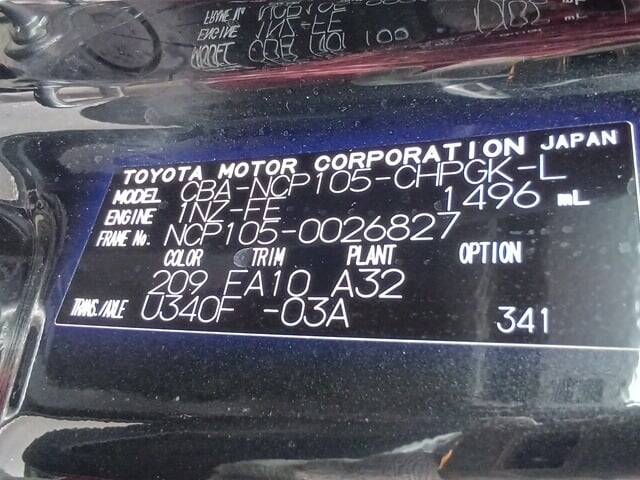 TOYOTA MOTOR CORPORATION JAPAN
MODEL CBA-NCP105-CHPGK-L
ENGINE 1NZ-FE 1496 mL
FRAME No. NCP105-0026827
COLOR TRIM PLANT OPTION
209 FA10 A32
TRANS./AXLE U340F -03A 341